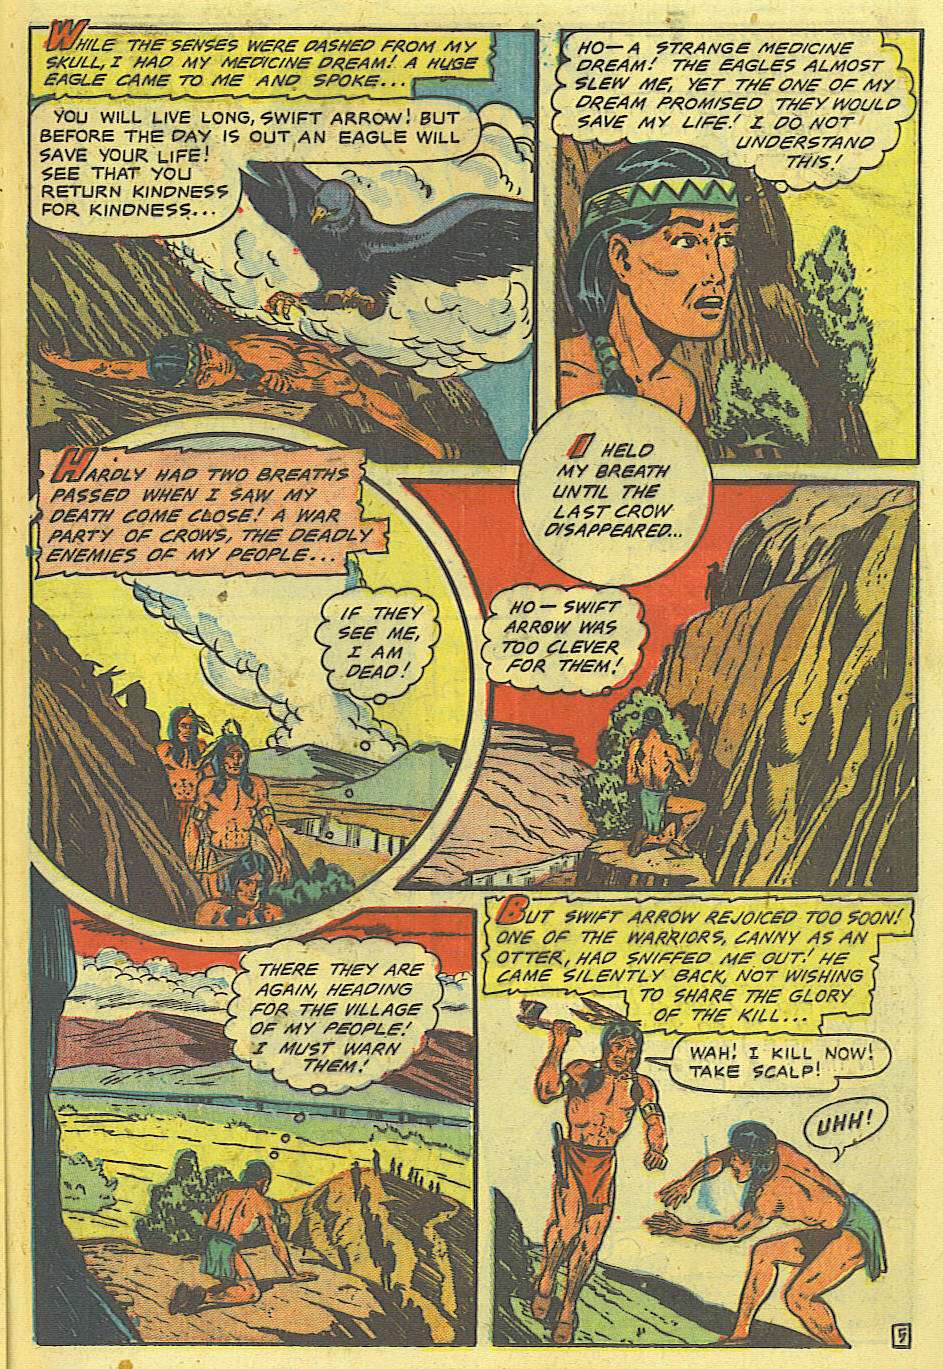 WHILE THE SENSES WERE DASHED FROM MY
SKULL, I HAD MY MEDICINE DREAM! A HUGE
EAGLE CAME TO ME AND SPOKE...
YOU WILL LIVE LONG, SWIFT ARROW! BUT
BEFORE THE DAY IS OUT AN EAGLE WILL
SAVE YOUR LIFE!
SEE THAT YOU
RETURN KINDNESS
FOR KINDNESS...
HO—A STRANGE MEDICINE
DREAM! THE EAGLES ALMOST
SLEW ME, YET THE ONE OF MY
DREAM PROMISED THEY WOULD
SAVE MY LIFE! I DO NOT
UNDERSTAND
THIS!
HARDLY HAD TWO BREATHS
PASSED WHEN I SAW MY
DEATH COME CLOSE! A WAR
PARTY OF CROWS, THE DEADLY
ENEMIES OF MY PEOPLE...
IF THEY
SEE ME,
I AM
DEAD!
I HELD
MY BREATH
UNTIL THE
LAST CROW
DISAPPEARED...
HO—SWIFT
ARROW WAS
TOO CLEVER
FOR THEM!
THERE THEY ARE
AGAIN, HEADING
FOR THE VILLAGE
OF MY PEOPLE!
I MUST WARN
THEM!
BUT SWIFT ARROW REJOICED TOO SOON!
ONE OF THE WARRIORS, CANNY AS AN
OTTER, HAD SNIFFED ME OUT! HE
CAME SILENTLY BACK, NOT WISHING
TO SHARE THE GLORY
OF THE KILL...
WAH! I KILL NOW!
TAKE SCALP!
UHH!
5